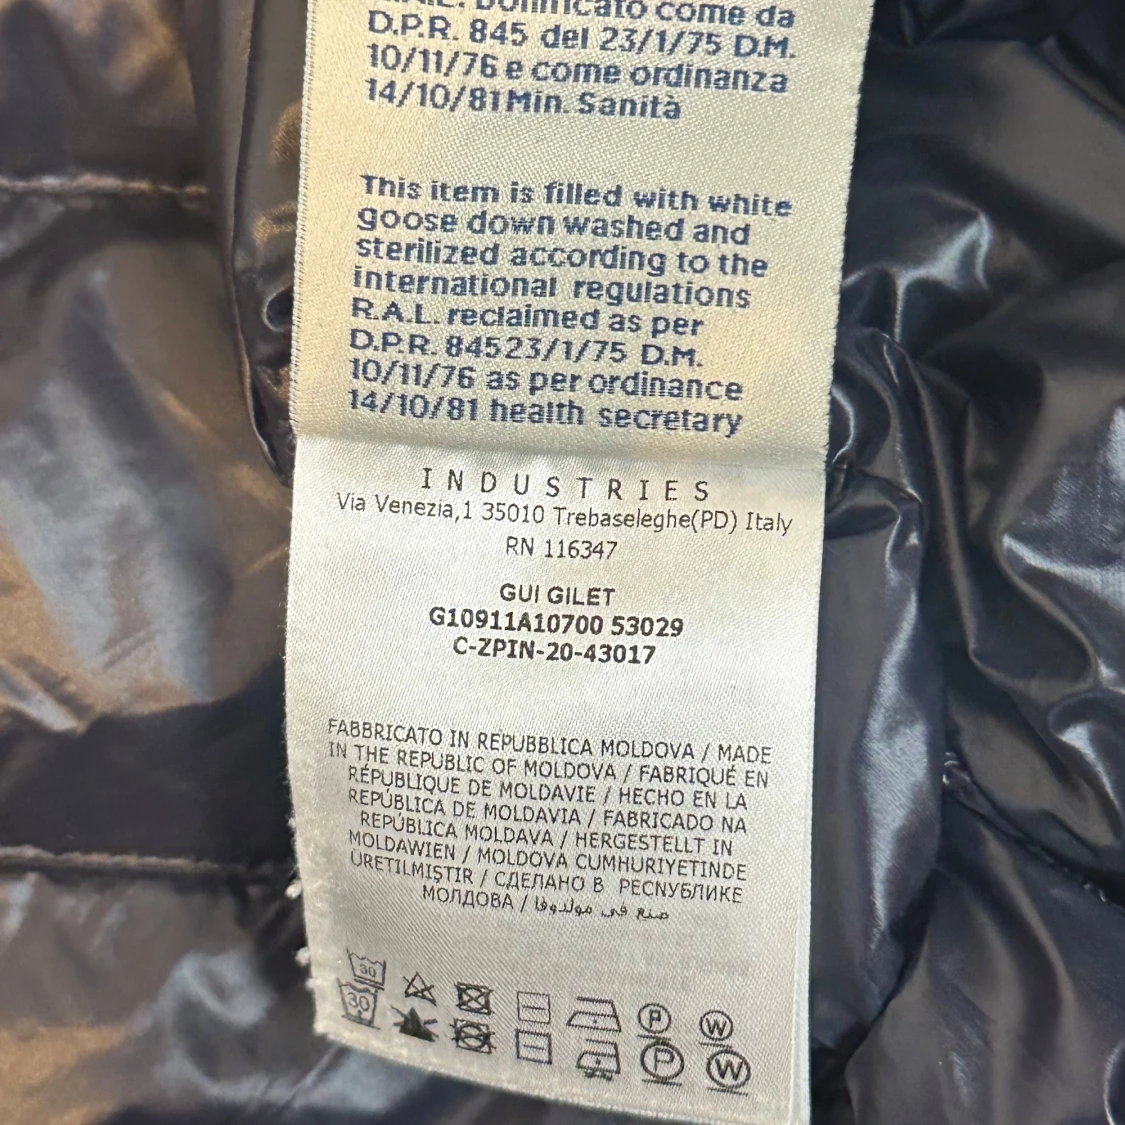 Bonificato come da
D.P.R. 845 del 23/1/75 D.M.
10/11/76 e come ordinanza
14/10/81 Min. Sanità
This item is filled with white
goose down washed and
sterilized according to the
international regulations
R.A.L. reclaimed as per
D.P.R. 84523/1/75 D.M.
10/11/76 as per ordinance
14/10/81 health secretary
INDUSTRIES
Via Venezia,1 35010 Trebaseleghe(PD) Italy
RN 116347
GUI GILET
G10911A10700 53029
C-ZPIN-20-43017
FABBRICATO IN REPUBBLICA MOLDOVA / MADE
IN THE REPUBLIC OF MOLDOVA / FABRIQUÉ EN
RÉPUBLIQUE DE MOLDAVIE / HECHO EN LA
REPÚBLICA DE MOLDAVIA / FABRICADO NA
REPÚBLICA MOLDAVA / HERGESTELLT IN
MOLDAWIEN / MOLDOVA CUMHURIYETINDE
ÜRETILMIŞTIR / СДЕЛАНО В РЕСПУБЛИКЕ
МОЛДОВА / صنع في مولدوفا
30 P W
30 P W